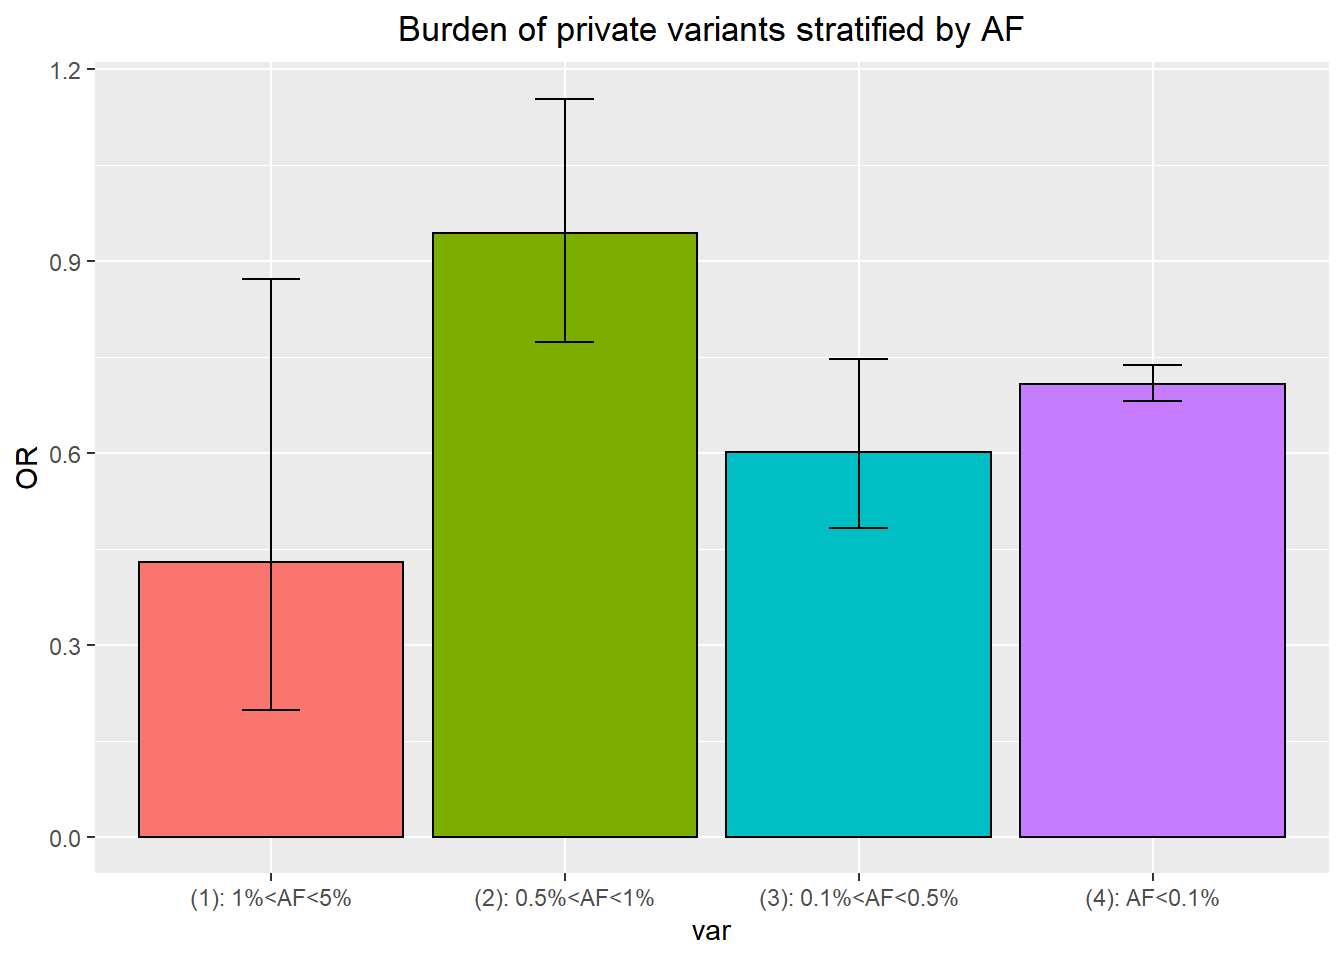 Burden of private variants stratified by AF
1.2
0.9
0.6
0.3
0.0
OR
(1): 1%<AF<5%
(2): 0.5%<AF<1%
(3): 0.1%<AF<0.5%
(4): AF<0.1%
var